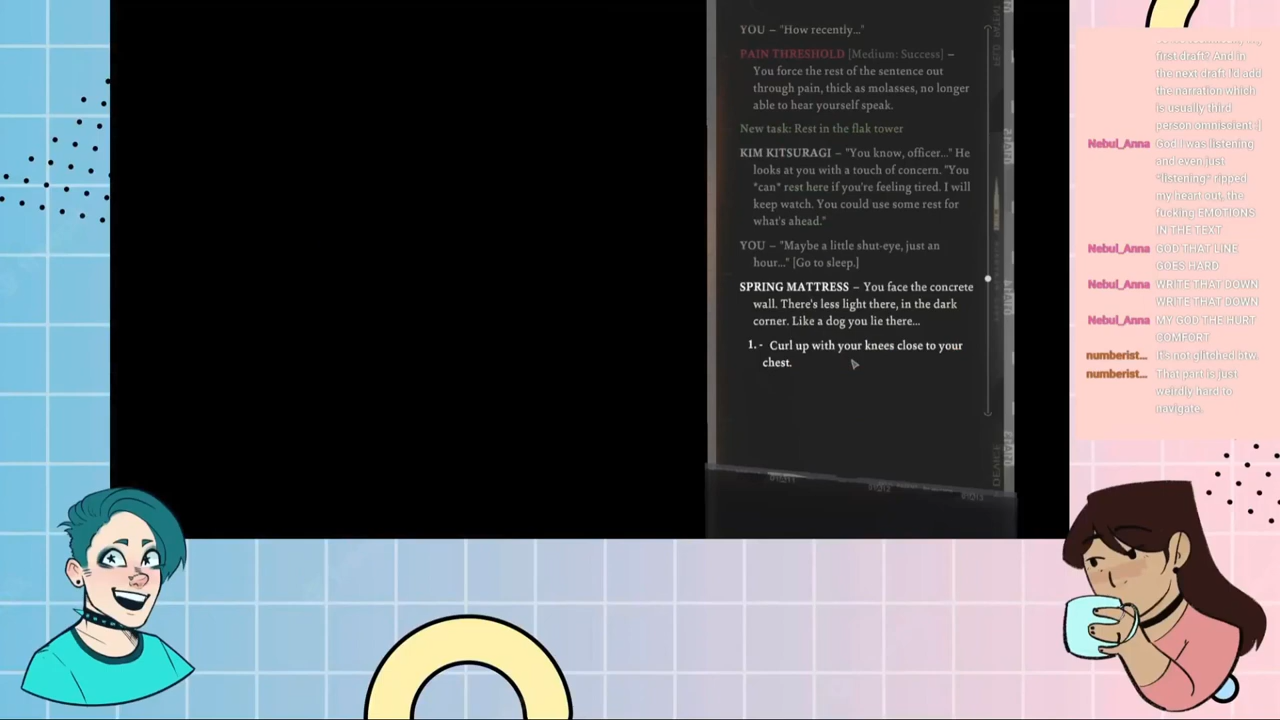 YOU – "How recently..."
PAIN THRESHOLD [Medium: Success] –
You force the rest of the sentence out
through pain, thick as molasses, no longer
able to hear yourself speak.
New task: Rest in the flak tower
KIM KITSURAGI – "You know, officer..." He
looks at you with a touch of concern. "You
*can* rest here if you're feeling tired. I will
keep watch. You could use some rest for
what's ahead."
YOU – "Maybe a little shut-eye, just an
hour..." [Go to sleep.]
SPRING MATTRESS – You face the concrete
wall. There's less light there, in the dark
corner. Like a dog you lie there...
1. - Curl up with your knees close to your
chest.
first draft? And in
the next draft I'd add
the narration which
is usually third
person omniscient :]
Nebul_Anna God I was listening
and even just
*listening* ripped
my heart out, the
fucking EMOTIONS
IN THE TEXT
Nebul_Anna GOD THAT LINE
GOES HARD
Nebul_Anna WRITE THAT DOWN
WRITE THAT DOWN
Nebul_Anna MY GOD THE HURT
COMFORT
numberist... It's not glitched btw.
numberist... That part is just
weirdly hard to
navigate.